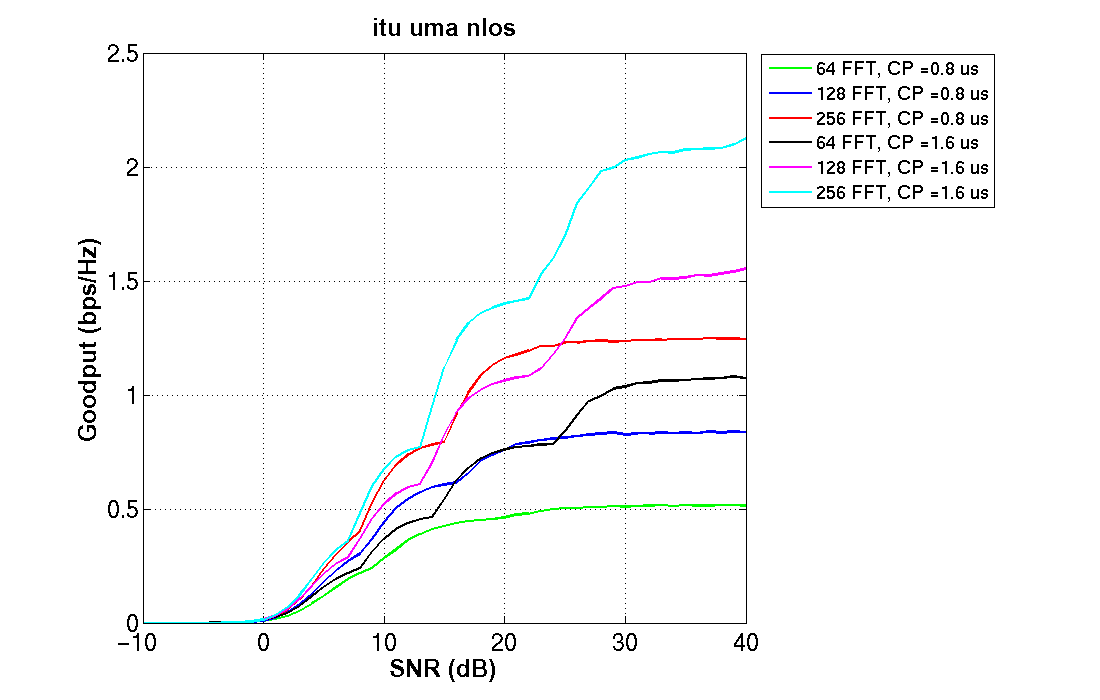 itu uma nlos
2.5
2
1.5
1
0.5
0
Goodput (bps/Hz)
−10
0
10
20
30
40
SNR (dB)
64 FFT, CP =0.8 us
128 FFT, CP =0.8 us
256 FFT, CP =0.8 us
64 FFT, CP =1.6 us
128 FFT, CP =1.6 us
256 FFT, CP =1.6 us